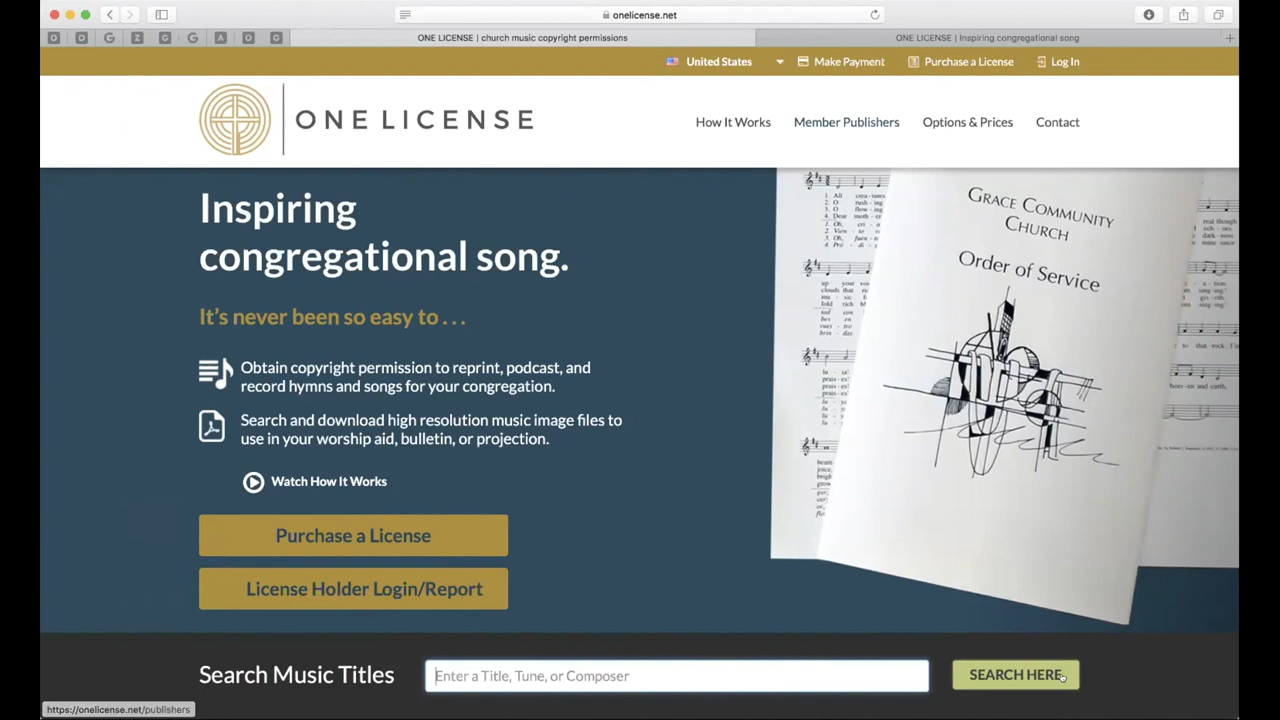 onelicense.net
ONE LICENSE | church music copyright permissions
ONE LICENSE | Inspiring congregational song
United States
Make Payment
Purchase a License
Log In
ONE LICENSE
How It Works
Member Publishers
Options & Prices
Contact
Inspiring
congregational song.
It's never been so easy to . . .
Obtain copyright permission to reprint, podcast, and
record hymns and songs for your congregation.
Search and download high resolution music image files to
use in your worship aid, bulletin, or projection.
Watch How It Works
Purchase a License
License Holder Login/Report
GRACE COMMUNITY
CHURCH
Order of Service
Search Music Titles
Enter a Title, Tune, or Composer
SEARCH HERE
https://onelicense.net/publishers